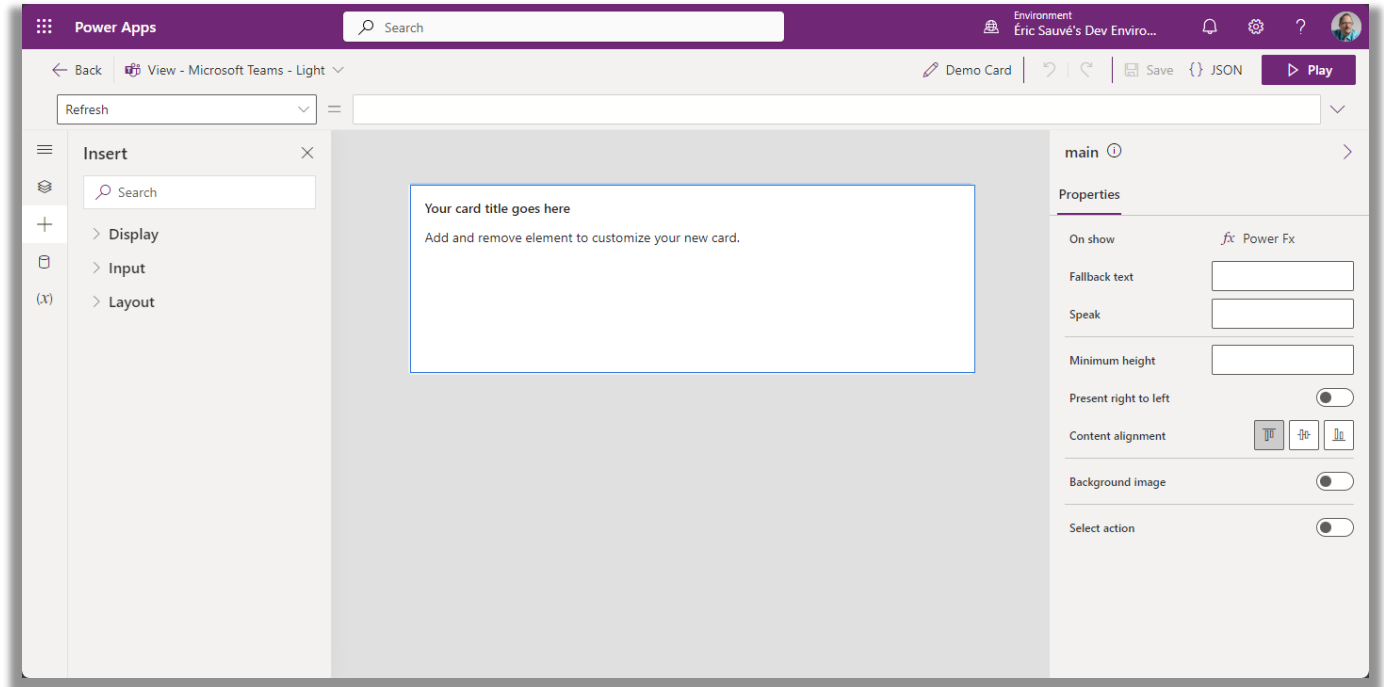 Power Apps
Search
Environment
Éric Sauvé's Dev Enviro...
?
Back
View - Microsoft Teams - Light
Demo Card
Save
{} JSON
Play
Refresh
=
Insert
Search
Display
Input
Layout
(x)
Your card title goes here
Add and remove element to customize your new card.
main
Properties
On show
fx Power Fx
Fallback text
Speak
Minimum height
Present right to left
Content alignment
Background image
Select action